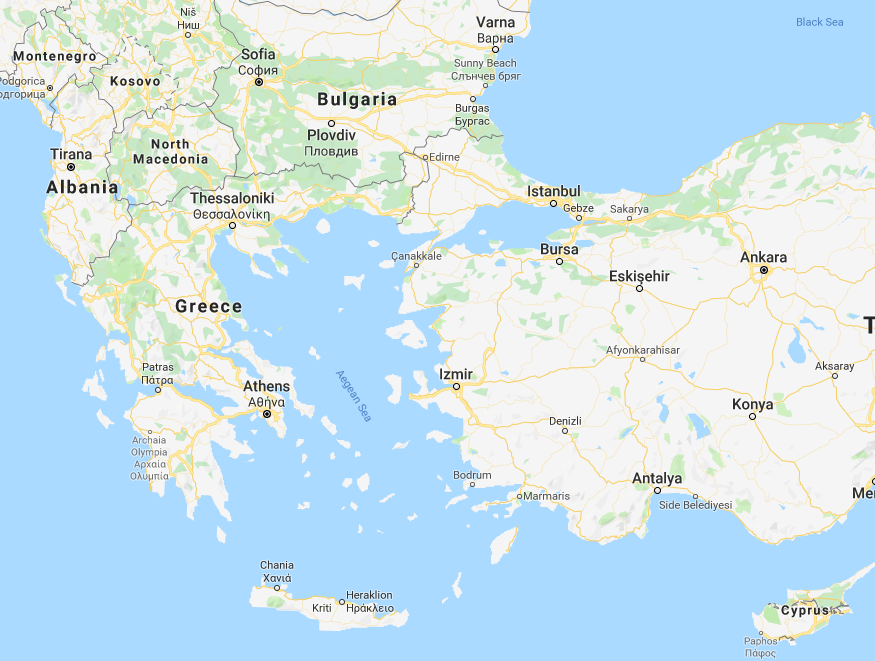 Niš
Ниш
Varna
Варна
Black Sea
Montenegro
Sofia
София
Sunny Beach
Слънчев бряг
Kosovo
Podgorica
одгорица
Bulgaria
Burgas
Бургас
Plovdiv
Пловдив
North
Macedonia
Tirana
Edirne
Albania
Thessaloniki
Θεσσαλονίκη
Istanbul
Gebze
Sakarya
Çanakkale
Bursa
Ankara
Eskişehir
Greece
T
Afyonkarahisar
Patras
Πάτρα
Aegean Sea
Izmir
Aksaray
Athens
Αθήνα
Konya
Denizli
Archaia
Olympia
Αρχαία
Ολυμπία
Bodrum
Antalya
Mer
Marmaris
Side Belediyesi
Chania
Χανιά
Heraklion
Ηράκλειο
Kriti
Cyprus
Paphos
Πάφος